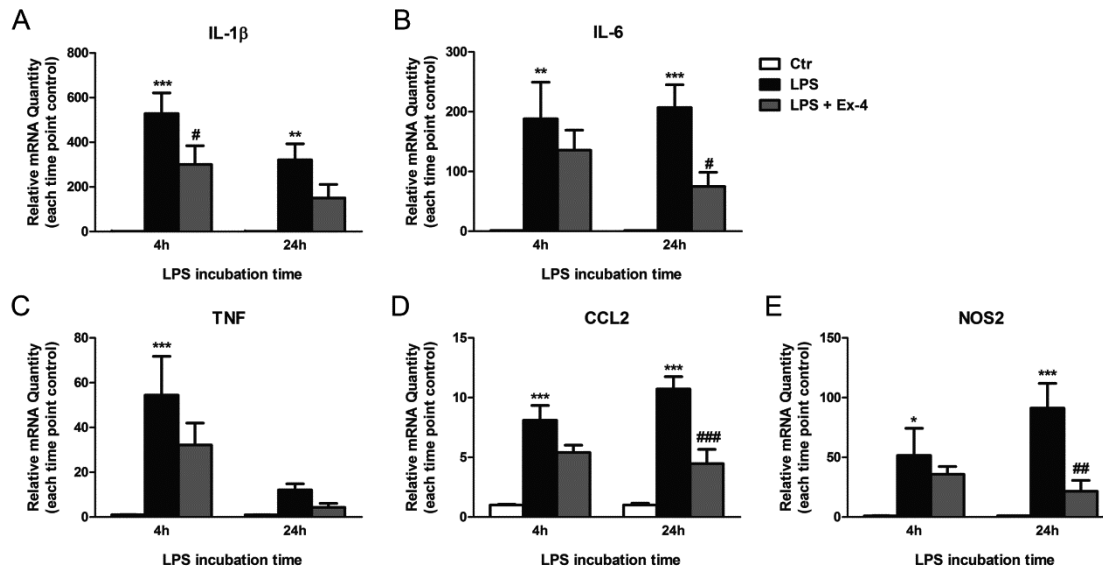 A
IL-1β
Relative mRNA Quantity
(each time point control)
800
600
400
200
0
***
#
**
4h
24h
LPS incubation time
B
IL-6
Relative mRNA Quantity
(each time point control)
300
200
100
0
**
***
#
4h
24h
LPS incubation time
Ctr
LPS
LPS + Ex-4
C
TNF
Relative mRNA Quantity
(each time point control)
80
60
40
20
0
***
4h
24h
LPS incubation time
D
CCL2
Relative mRNA Quantity
(each time point control)
15
10
5
0
***
***
###
4h
24h
LPS incubation time
E
NOS2
Relative mRNA Quantity
(each time point control)
150
100
50
0
*
***
##
4h
24h
LPS incubation time